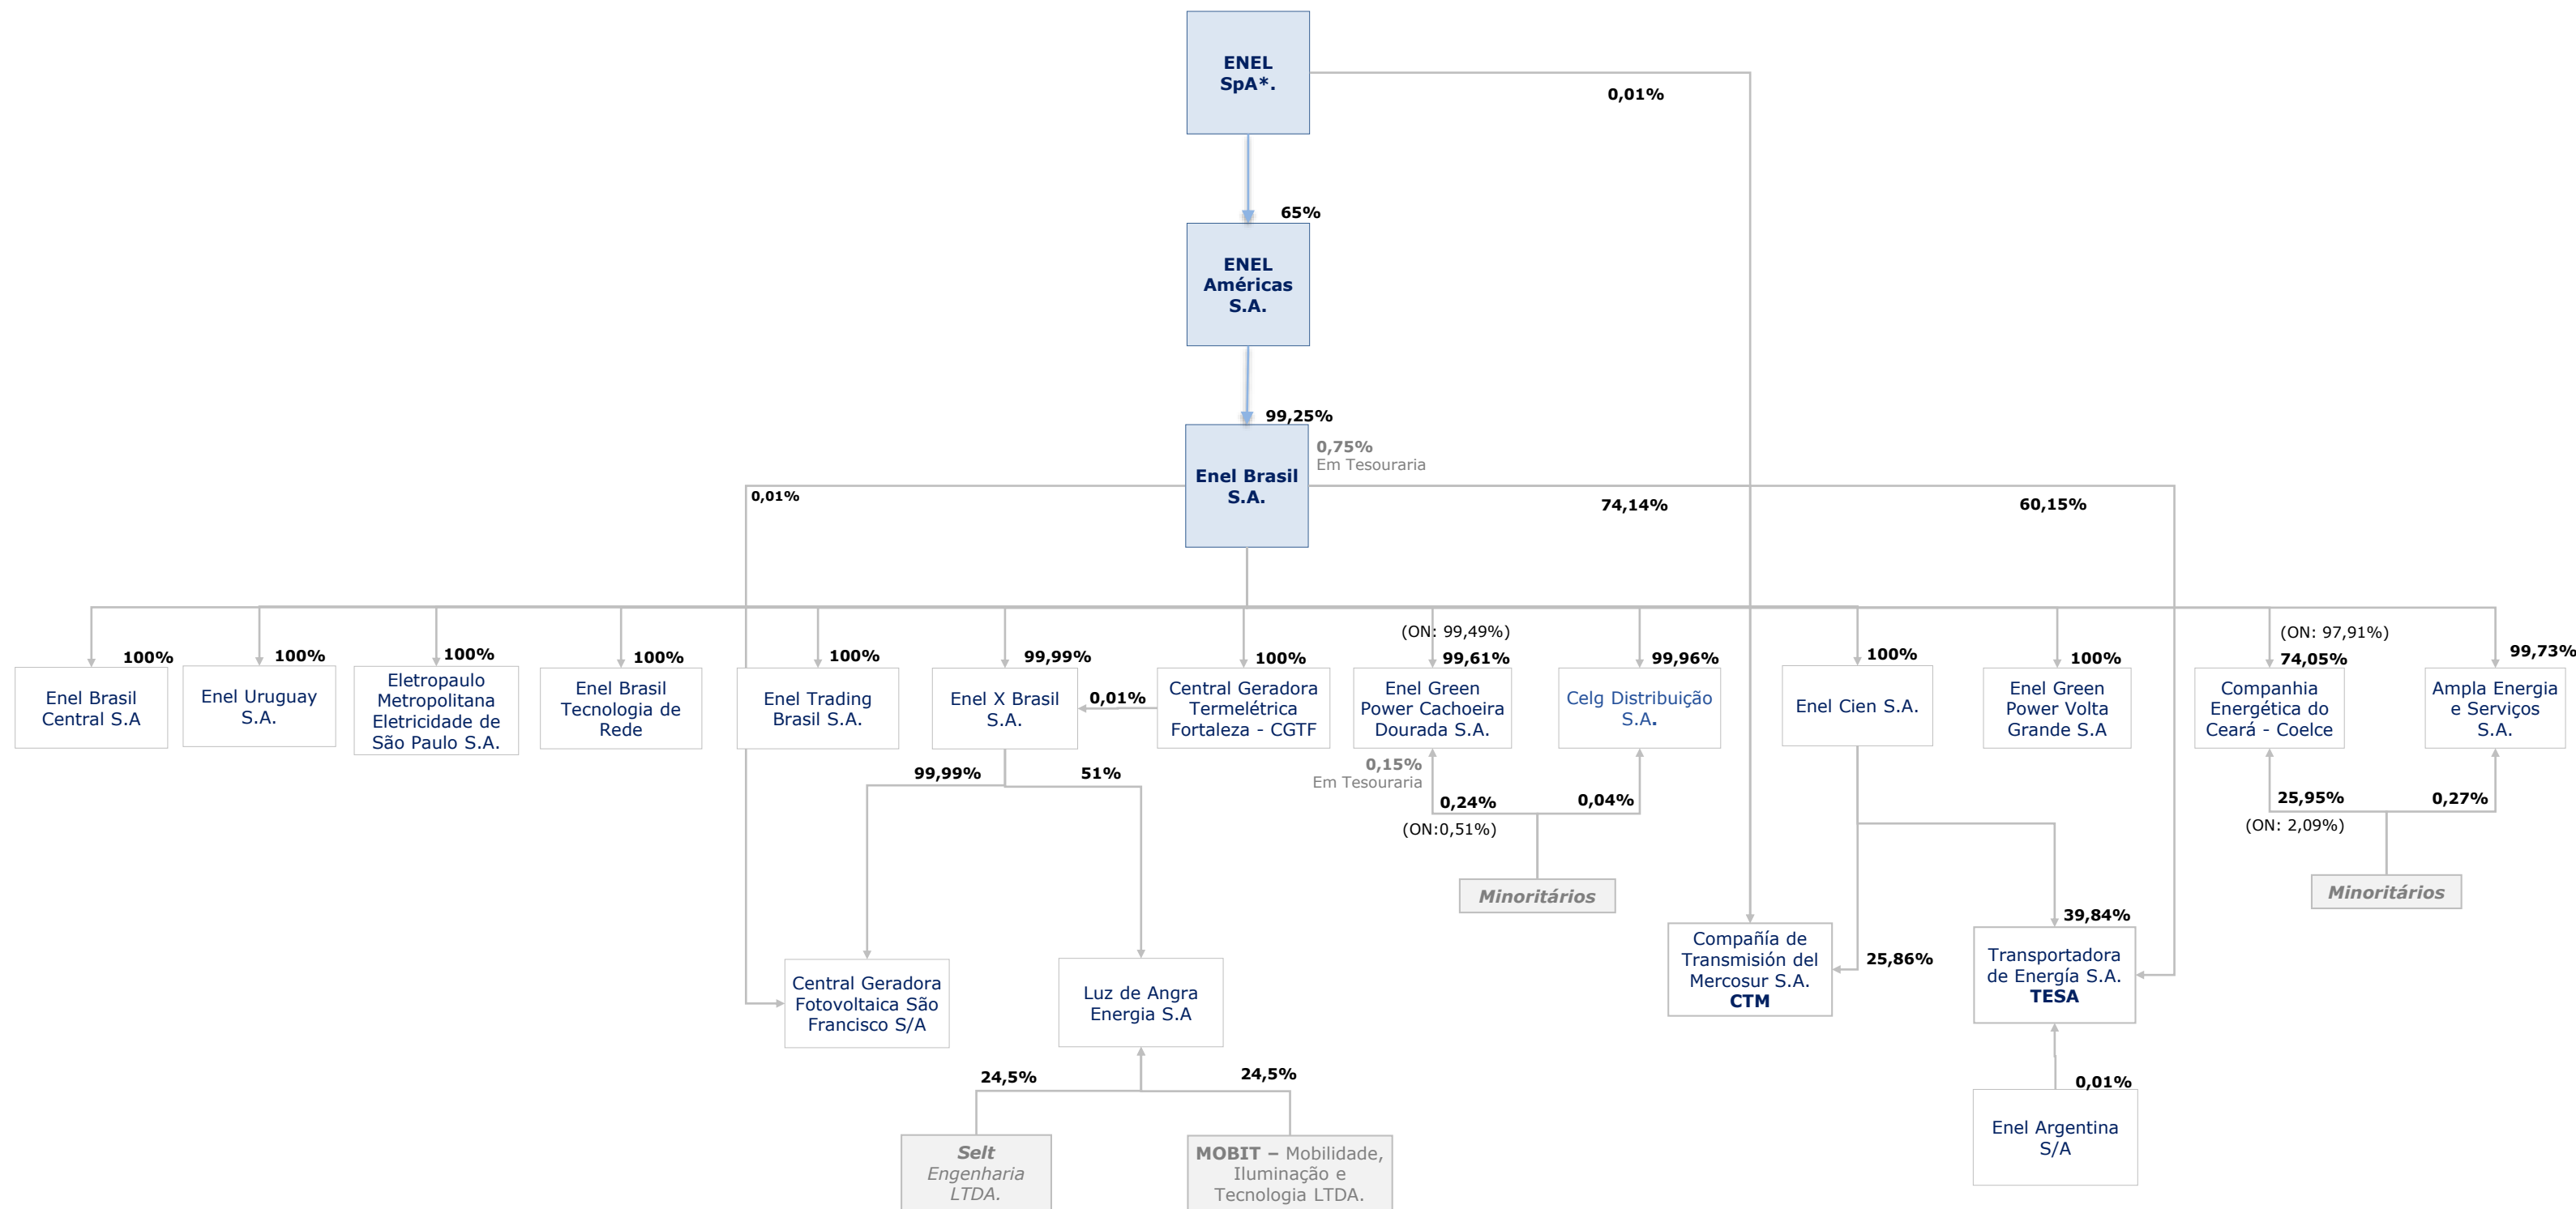 ENEL
SpA*.
0,01%
65%
ENEL
Américas
S.A.
99,25%
0,75%
Em Tesouraria
Enel Brasil
S.A.
0,01%
74,14%
60,15%
(ON: 99,49%)
(ON: 97,91%)
100%
Enel Brasil
Central S.A
100%
Enel Uruguay
S.A.
100%
Eletropaulo
Metropolitana
Eletricidade de
São Paulo S.A.
100%
Enel Brasil
Tecnologia de
Rede
100%
Enel Trading
Brasil S.A.
99,99%
Enel X Brasil
S.A.
0,01%
100%
Central Geradora
Termelétrica
Fortaleza - CGTF
99,61%
Enel Green
Power Cachoeira
Dourada S.A.
99,96%
Celg Distribuição
S.A.
100%
Enel Cien S.A.
100%
Enel Green
Power Volta
Grande S.A
74,05%
Companhia
Energética do
Ceará - Coelce
99,73%
Ampla Energia
e Serviços
S.A.
99,99%
51%
0,15%
Em Tesouraria
0,24%
0,04%
(ON:0,51%)
25,95%
0,27%
(ON: 2,09%)
Minoritários
Minoritários
39,84%
25,86%
Central Geradora
Fotovoltaica São
Francisco S/A
Luz de Angra
Energia S.A
Compañía de
Transmisión del
Mercosur S.A.
CTM
Transportadora
de Energía S.A.
TESA
24,5%
24,5%
0,01%
Selt
Engenharia
LTDA.
MOBIT – Mobilidade,
Iluminação e
Tecnologia LTDA.
Enel Argentina
S/A